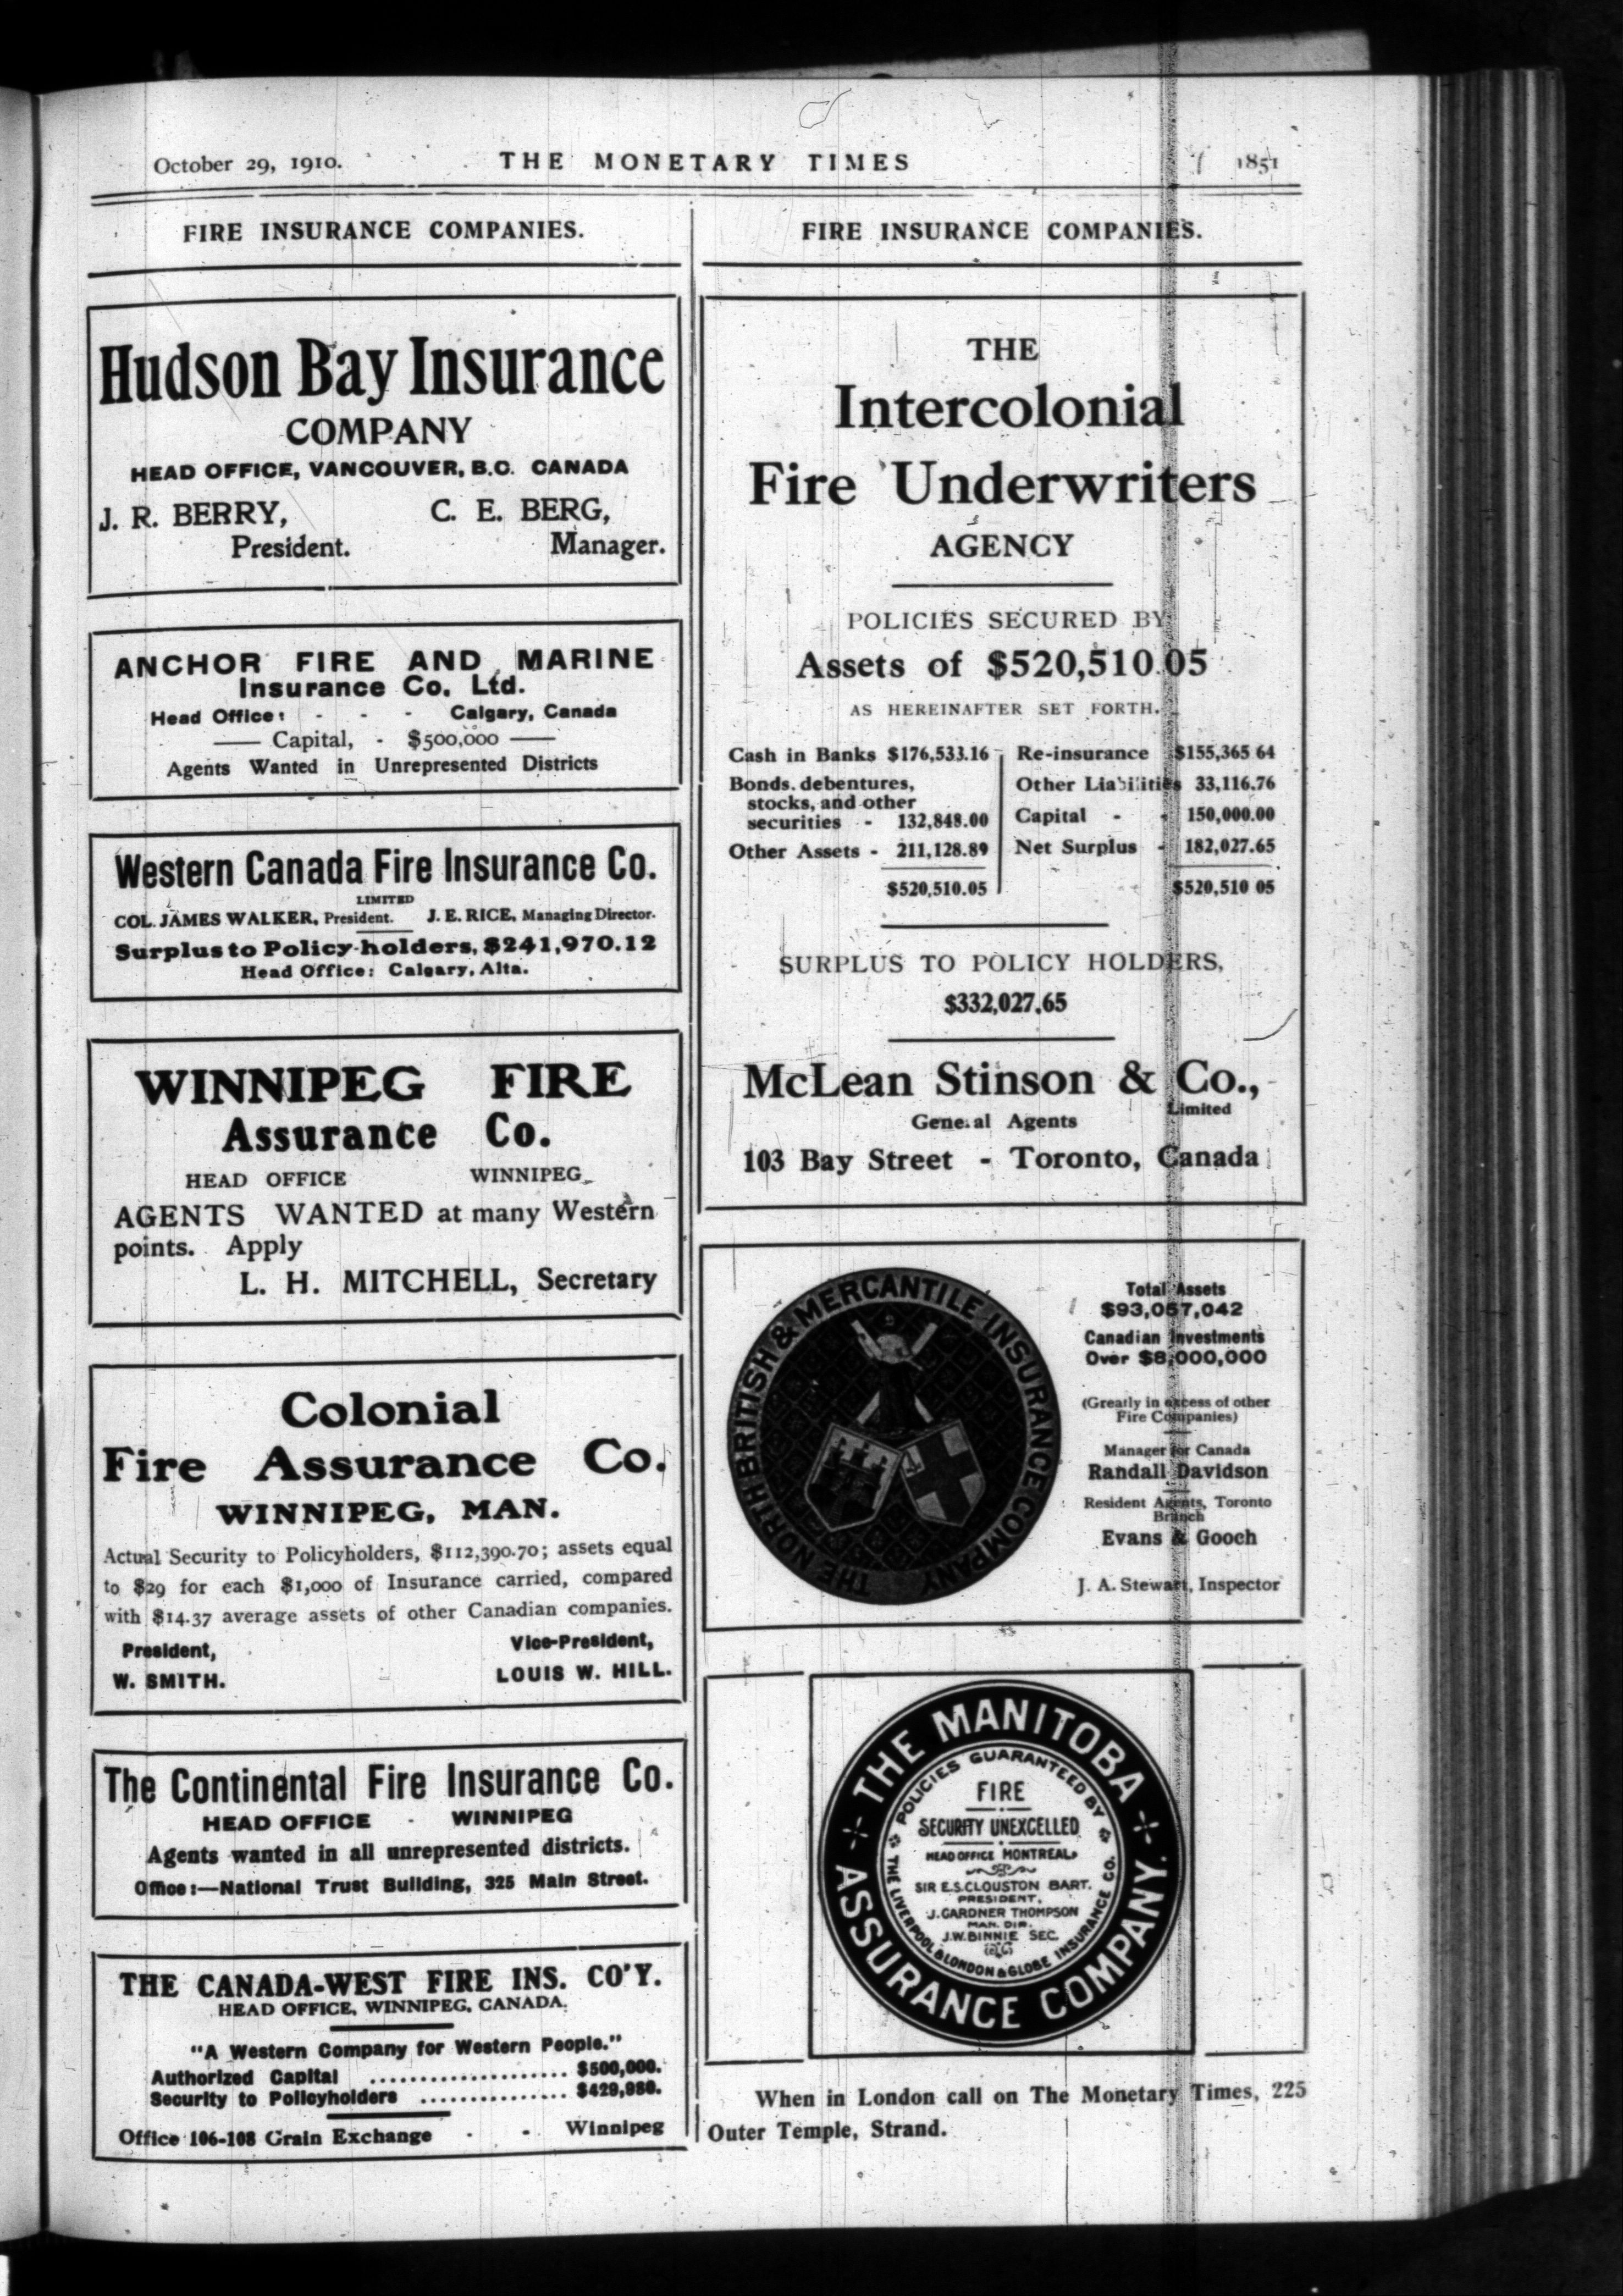 October 29, 1910.
THE MONETARY TIMES
1851
FIRE INSURANCE COMPANIES.
Hudson Bay Insurance
COMPANY
HEAD OFFICE, VANCOUVER, B.C. CANADA
J. R. BERRY, C. E. BERG,
President. Manager.
ANCHOR FIRE AND MARINE
Insurance Co. Ltd.
Head Office: - - - Calgary, Canada
Capital, - $500,000
Agents Wanted in Unrepresented Districts
Western Canada Fire Insurance Co.
LIMITED
COL. JAMES WALKER, President. J. E. RICE, Managing Director.
Surplus to Policy-holders, $241,970.12
Head Office: Calgary, Alta.
WINNIPEG FIRE
Assurance Co.
HEAD OFFICE WINNIPEG
AGENTS WANTED at many Western
points. Apply
L. H. MITCHELL, Secretary
Colonial
Fire Assurance Co.
WINNIPEG, MAN.
Actual Security to Policyholders, $112,390.70; assets equal
to $29 for each $1,000 of Insurance carried, compared
with $14.37 average assets of other Canadian companies.
President, Vice-President,
W. SMITH. LOUIS W. HILL.
The Continental Fire Insurance Co.
HEAD OFFICE - WINNIPEG
Agents wanted in all unrepresented districts.
Office:—National Trust Building, 325 Main Street.
THE CANADA-WEST FIRE INS. CO'Y.
HEAD OFFICE, WINNIPEG, CANADA.
"A Western Company for Western People."
Authorized Capital .................... $500,000.
Security to Policyholders ............... $429,980.
Office 106-108 Grain Exchange - - Winnipeg
FIRE INSURANCE COMPANIES.
THE
Intercolonial
Fire Underwriters
AGENCY
POLICIES SECURED BY
Assets of $520,510.05
AS HEREINAFTER SET FORTH.
Cash in Banks $176,533.16
Bonds. debentures,
stocks, and other
securities - 132,848.00
Other Assets - 211,128.89
$520,510.05
Re-insurance $155,365 64
Other Liabilities 33,116.76
Capital - - 150,000.00
Net Surplus - 182,027.65
$520,510 05
SURPLUS TO POLICY HOLDERS,
$332,027.65
McLean Stinson & Co.,
Limited
General Agents
103 Bay Street - Toronto, Canada
THE NORTH BRITISH & MERCANTILE INSURANCE COMPANY
Total Assets
$93,057,042
Canadian Investments
Over $8,000,000
(Greatly in excess of other
Fire Companies)
Manager for Canada
Randall Davidson
Resident Agents, Toronto
Branch
Evans & Gooch
J. A. Stewart, Inspector
THE MANITOBA
ASSURANCE COMPANY.
POLICIES GUARANTEED BY
THE LIVERPOOL & LONDON & GLOBE INSURANCE CO.
FIRE
SECURITY UNEXCELLED
HEAD OFFICE MONTREAL
SIR E.S. CLOUSTON BART.
PRESIDENT.
J. GARDNER THOMPSON
MAN. DIR.
J.W. BINNIE SEC.
When in London call on The Monetary Times, 225
Outer Temple, Strand.